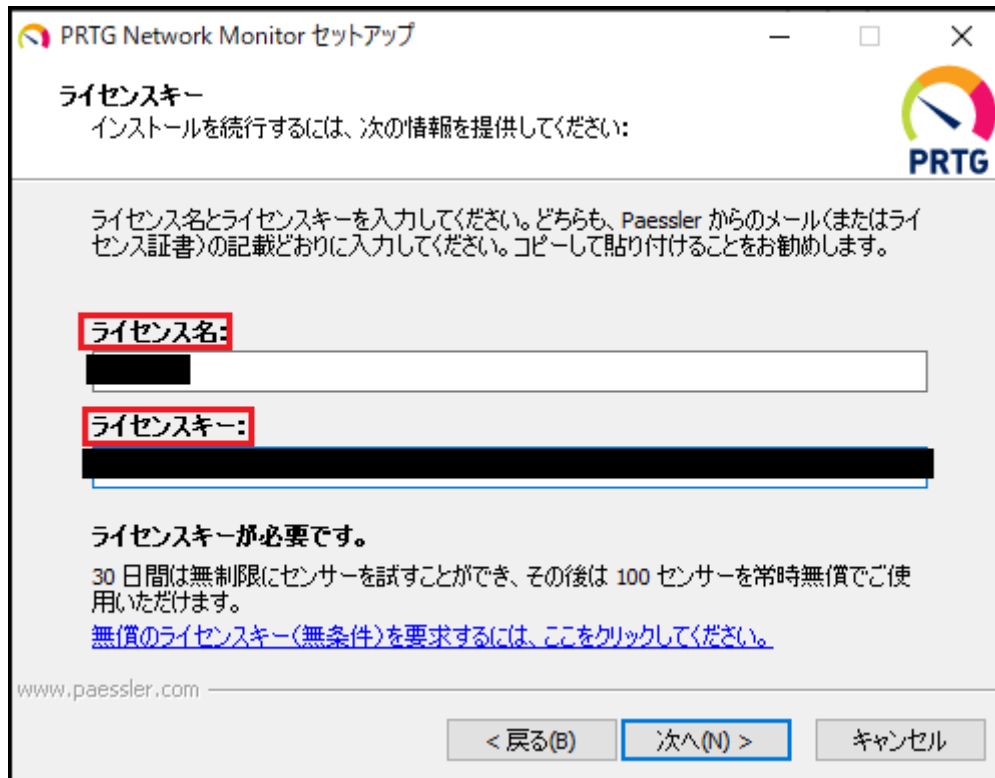 PRTG Network Monitor セットアップ
ライセンスキー
インストールを続行するには、次の情報を提供してください:
PRTG
ライセンス名とライセンスキーを入力してください。どちらも、Paessler からのメール(またはライ
センス証書)の記載どおりに入力してください。コピーして貼り付けることをお勧めします。
ライセンス名:
ライセンスキー:
ライセンスキーが必要です。
30 日間は無制限にセンサーを試すことができ、その後は 100 センサーを常時無償でご使
用いただけます。
無償のライセンスキー(無条件)を要求するには、ここをクリックしてください。
www.paessler.com
< 戻る(B) 次へ(N) > キャンセル